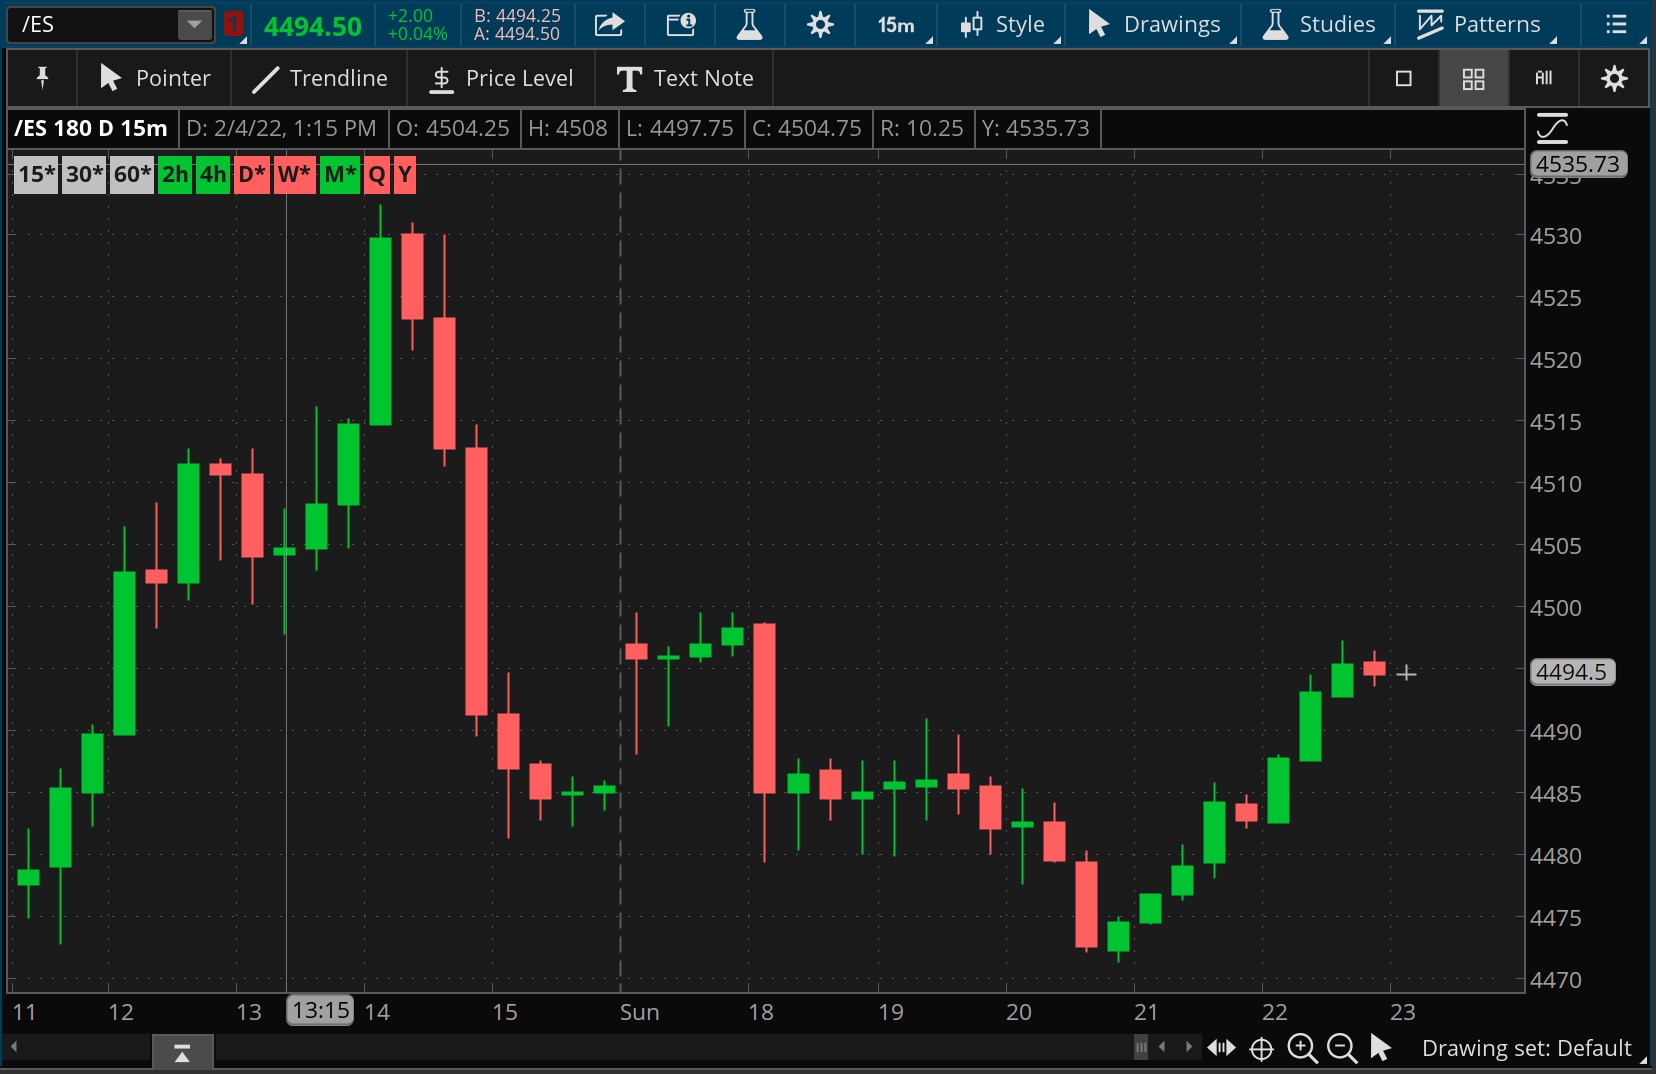 /ES 1 4494.50 +2.00 B: 4494.25 15m Style Drawings Studies Patterns
+0.04% A: 4494.50
Pointer Trendline Price Level Text Note All
/ES 180 D 15m D: 2/4/22, 1:15 PM O: 4504.25 H: 4508 L: 4497.75 C: 4504.75 R: 10.25 Y: 4535.73
4535.73
15* 30* 60* 2h 4h D* W* M* Q Y
4535
4530
4525
4520
4515
4510
4505
4500
4494.5
4490
4485
4480
4475
4470
11 12 13 13:15 14 15 Sun 18 19 20 21 22 23
Drawing set: Default